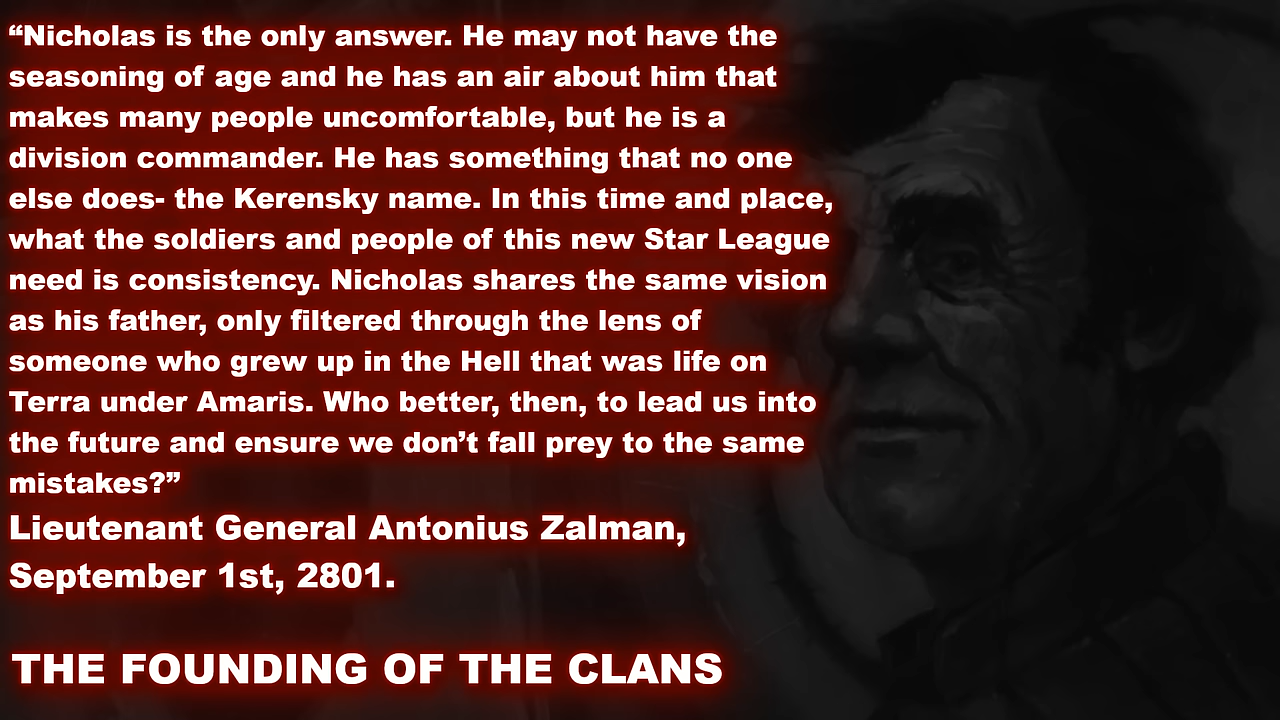 “Nicholas is the only answer. He may not have the
seasoning of age and he has an air about him that
makes many people uncomfortable, but he is a
division commander. He has something that no one
else does- the Kerensky name. In this time and place,
what the soldiers and people of this new Star League
need is consistency. Nicholas shares the same vision
as his father, only filtered through the lens of
someone who grew up in the Hell that was life on
Terra under Amaris. Who better, then, to lead us into
the future and ensure we don’t fall prey to the same
mistakes?”
Lieutenant General Antonius Zalman,
September 1st, 2801.
THE FOUNDING OF THE CLANS